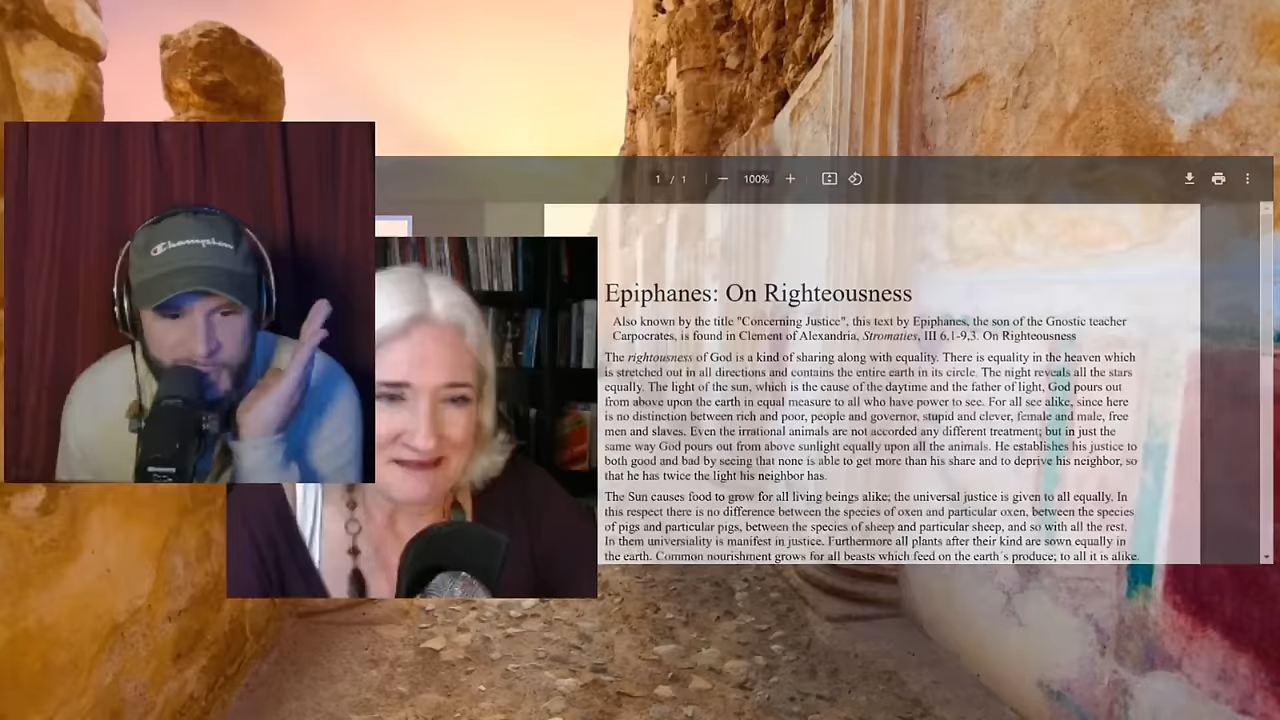 Champion
1 / 1
100%
Epiphanes: On Righteousness
Also known by the title "Concerning Justice", this text by Epiphanes, the son of the Gnostic teacher
Carpocrates, is found in Clement of Alexandria, Stromaties, III 6,1-9,3. On Righteousness
The rightousness of God is a kind of sharing along with equality. There is equality in the heaven which
is stretched out in all directions and contains the entire earth in its circle. The night reveals all the stars
equally. The light of the sun, which is the cause of the daytime and the father of light, God pours out
from above upon the earth in equal measure to all who have power to see. For all see alike, since here
is no distinction between rich and poor, people and governor, stupid and clever, female and male, free
men and slaves. Even the irrational animals are not accorded any different treatment; but in just the
same way God pours out from above sunlight equally upon all the animals. He establishes his justice to
both good and bad by seeing that none is able to get more than his share and to deprive his neighbor, so
that he has twice the light his neighbor has.
The Sun causes food to grow for all living beings alike; the universal justice is given to all equally. In
this respect there is no difference between the species of oxen and particular oxen, between the species
of pigs and particular pigs, between the species of sheep and particular sheep, and so with all the rest.
In them universiality is manifest in justice. Furthermore all plants after their kind are sown equally in
the earth. Common nourishment grows for all beasts which feed on the earth´s produce; to all it is alike.